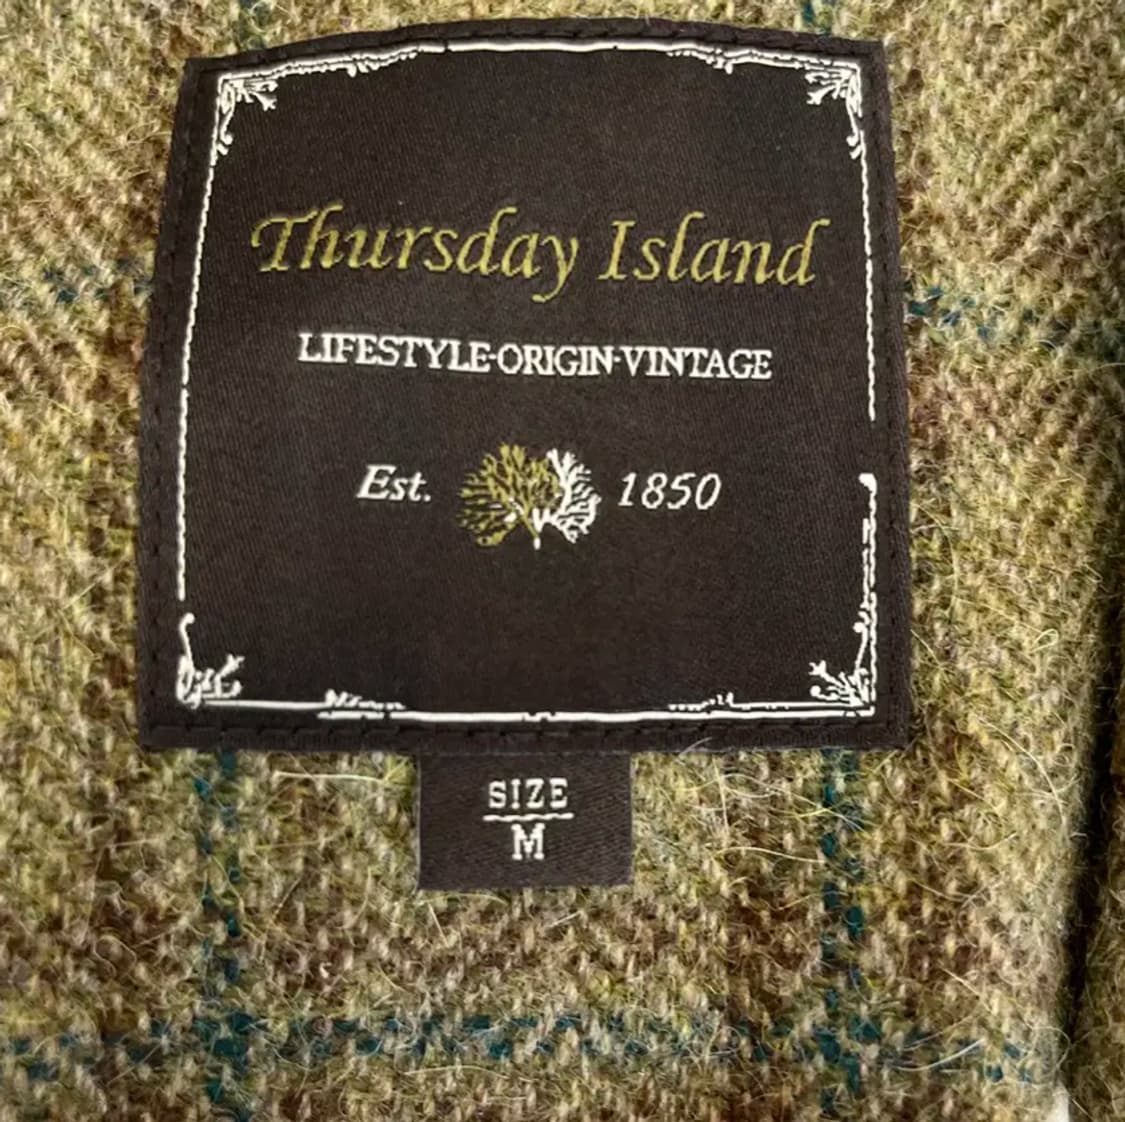 Thursday Island
LIFESTYLE-ORIGIN-VINTAGE
Est. 1850
SIZE
M